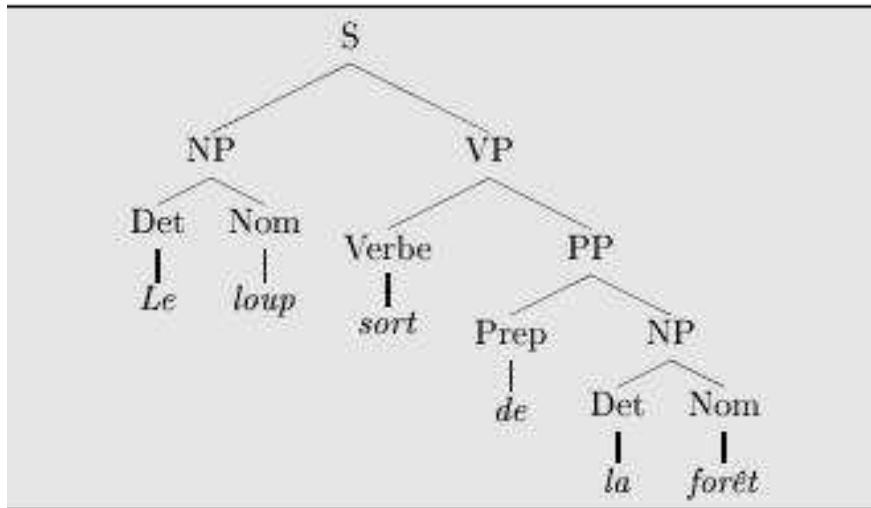 S
NP VP
Det Nom
Verbe PP
Le loup
sort
Prep NP
de
Det Nom
la forêt